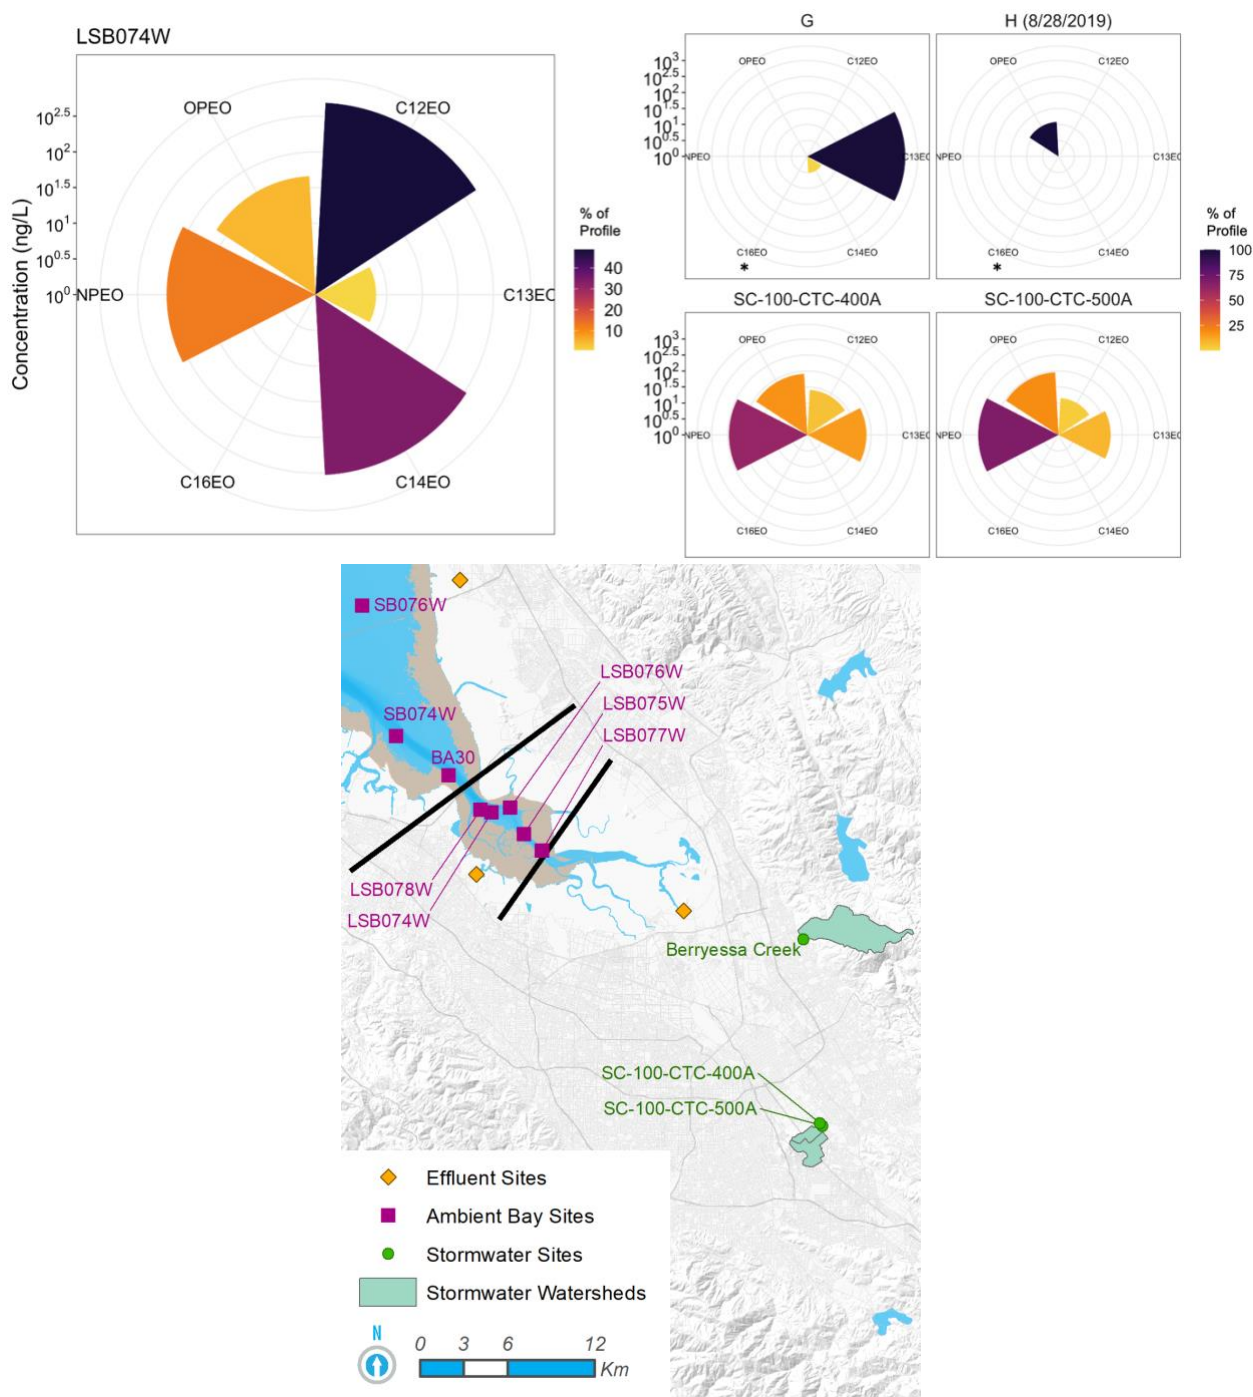 LSB074W
Concentration (ng/L)
10^2.5
10^2
10^1.5
10^1
10^0.5
10^0
OPEO
C12EO
NPEO
C13EO
C16EO
C14EO
% of
Profile
40
30
20
10
G
H (8/28/2019)
10^3
10^2.5
10^2
10^1.5
10^1
10^0.5
10^0
OPEO
C12EO
NPEO
C13EO
C16EO
C14EO
*
OPEO
C12EO
NPEO
C13EO
C16EO
C14EO
*
SC-100-CTC-400A
SC-100-CTC-500A
10^3
10^2.5
10^2
10^1.5
10^1
10^0.5
10^0
OPEO
C12EO
NPEO
C13EO
C16EO
C14EO
OPEO
C12EO
NPEO
C13EO
C16EO
C14EO
% of
Profile
100
75
50
25
SB076W
LSB076W
LSB075W
SB074W
LSB077W
BA30
LSB078W
LSB074W
Berryessa Creek
SC-100-CTC-400A
SC-100-CTC-500A
Effluent Sites
Ambient Bay Sites
Stormwater Sites
Stormwater Watersheds
N
0 3 6 12
Km